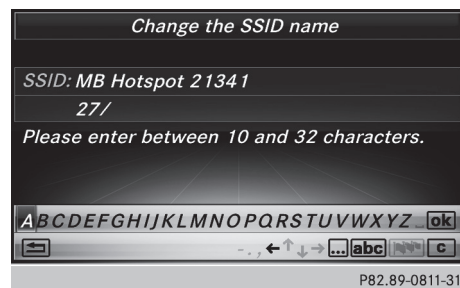 Change the SSID name
SSID: MB Hotspot 21341
27/
Please enter between 10 and 32 characters.
ABCDEFGHIJKLMNOPQRSTUVWXYZ_ ok
- . , ←↑↓→ ... abc c
P82.89-0811-31